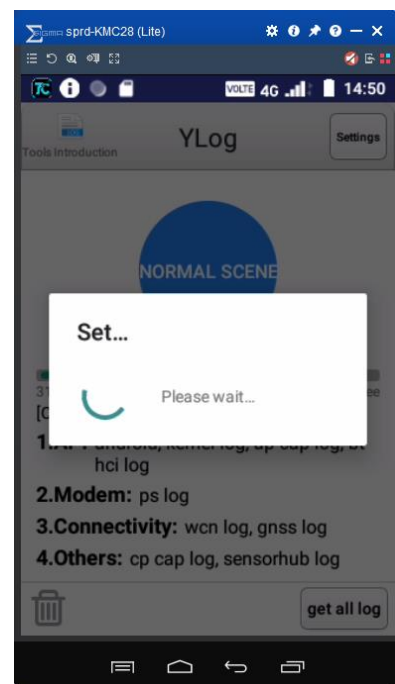 Sigma sprd-KMC28 (Lite)
VOLTE 4G 14:50
Tools Introduction
YLog
Settings
NORMAL SCENE
Set...
Please wait...
hci log
2.Modem: ps log
3.Connectivity: wcn log, gnss log
4.Others: cp cap log, sensorhub log
get all log